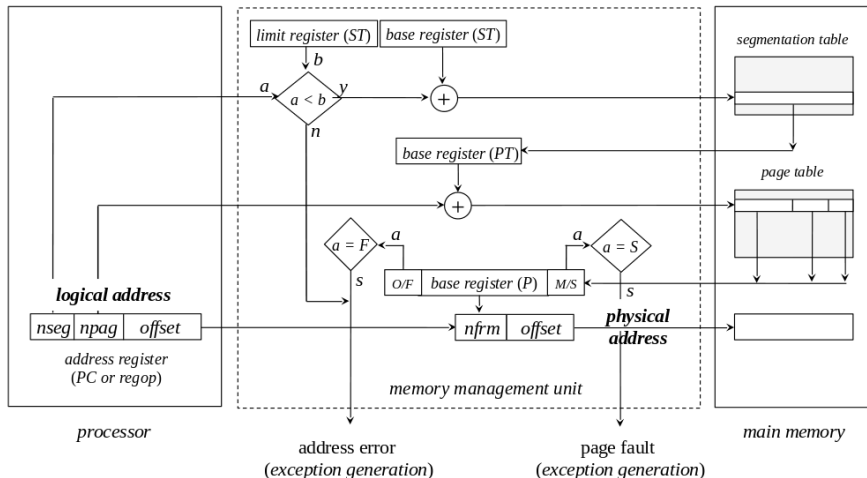 limit register (ST)
base register (ST)
segmentation table
b
a
a < b
y
+
n
base register (PT)
page table
+
a = F
a
a
a = S
O/F
base register (P)
M/S
s
s
logical address
physical
address
nseg
npag
offset
nfrm
offset
address register
(PC or regop)
memory management unit
processor
main memory
address error
(exception generation)
page fault
(exception generation)